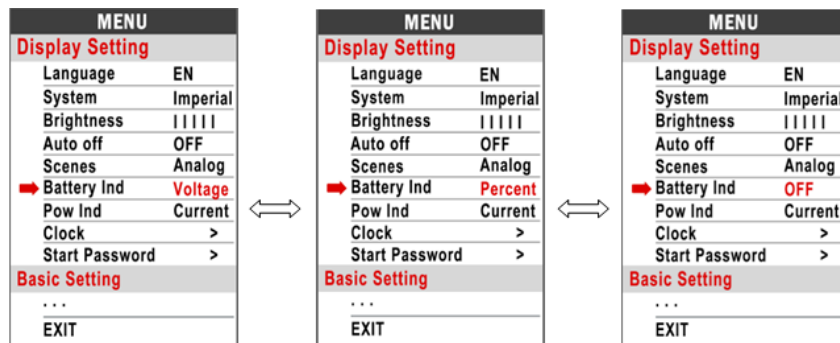 MENU
Display Setting
Language EN
System Imperial
Brightness I I I I I
Auto off OFF
Scenes Analog
Battery Ind Voltage
Pow Ind Current
Clock >
Start Password >
Basic Setting
. . .
EXIT
MENU
Display Setting
Language EN
System Imperial
Brightness I I I I I
Auto off OFF
Scenes Analog
Battery Ind Percent
Pow Ind Current
Clock >
Start Password >
Basic Setting
. . .
EXIT
MENU
Display Setting
Language EN
System Imperial
Brightness I I I I I
Auto off OFF
Scenes Analog
Battery Ind OFF
Pow Ind Current
Clock >
Start Password >
Basic Setting
. . .
EXIT